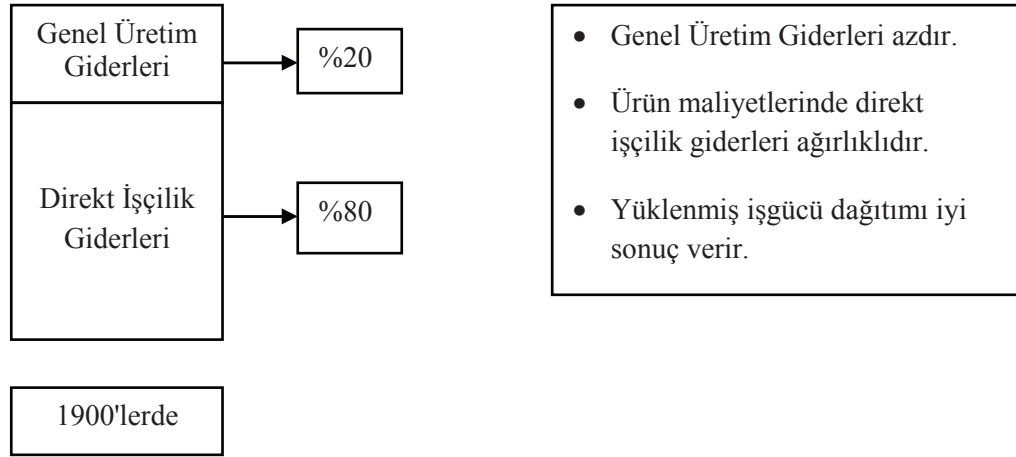 Genel Üretim
Giderleri
%20
Direkt İşçilik
Giderleri
%80
1900'lerde
• Genel Üretim Giderleri azdır.
• Ürün maliyetlerinde direkt
işçilik giderleri ağırlıklıdır.
• Yüklenmiş işgücü dağıtımı iyi
sonuç verir.